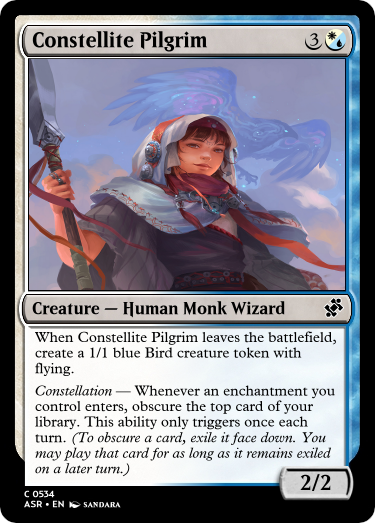 Constellite Pilgrim 3
Creature — Human Monk Wizard
When Constellite Pilgrim leaves the battlefield,
create a 1/1 blue Bird creature token with
flying.
Constellation — Whenever an enchantment you
control enters, obscure the top card of your
library. This ability only triggers once each
turn. (To obscure a card, exile it face down. You
may play that card for as long as it remains exiled
on a later turn.)
2/2
C 0534
ASR • EN SANDARA